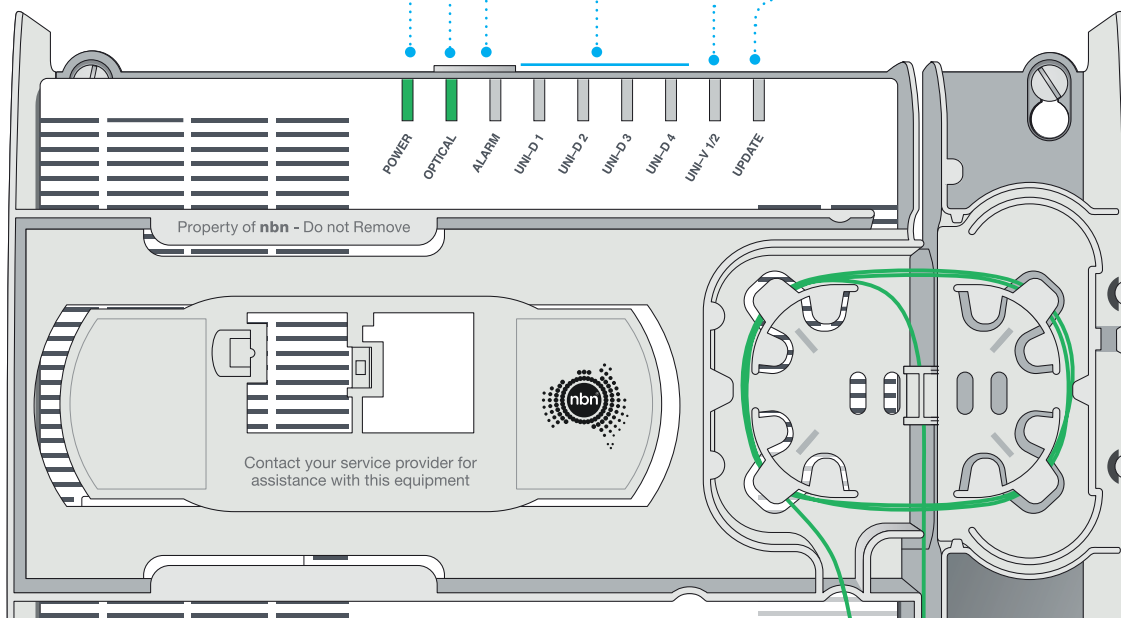 POWER
OPTICAL
ALARM
UNI–D 1
UNI–D 2
UNI–D 3
UNI–D 4
UNI–V 1/2
UPDATE
Property of nbn - Do not Remove
nbn
Contact your service provider for
assistance with this equipment